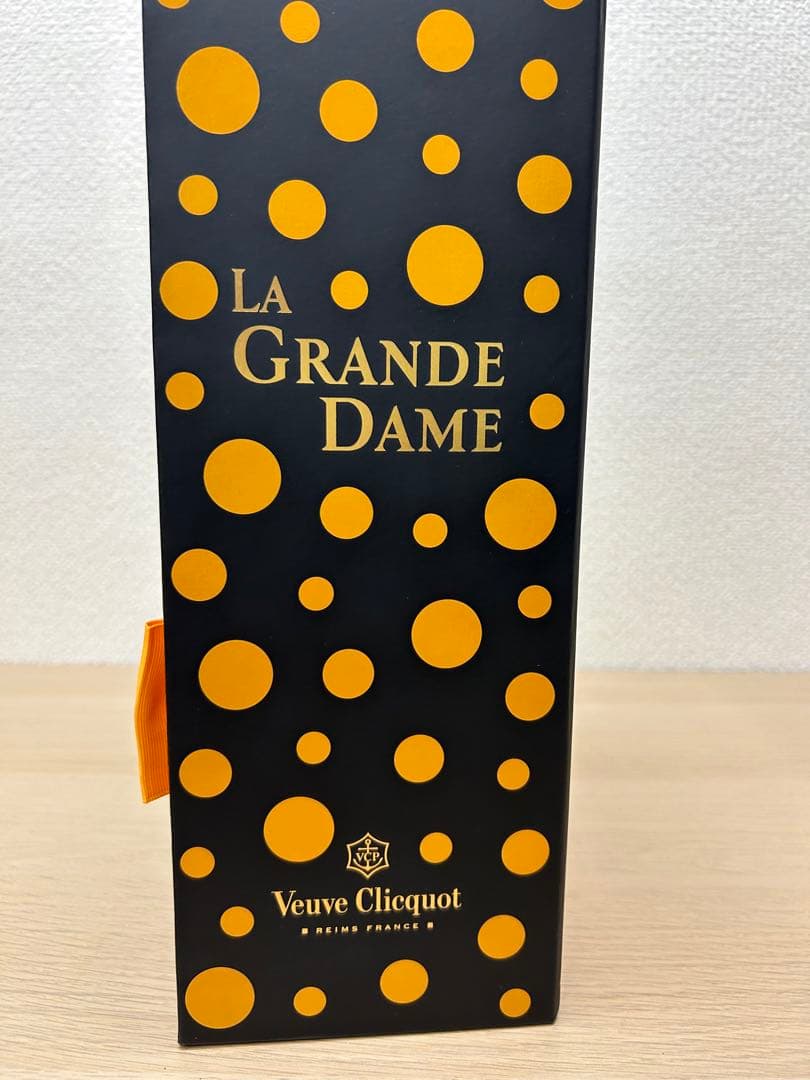 LA
GRANDE
DAME
VCP
Veuve Clicquot
REIMS FRANCE